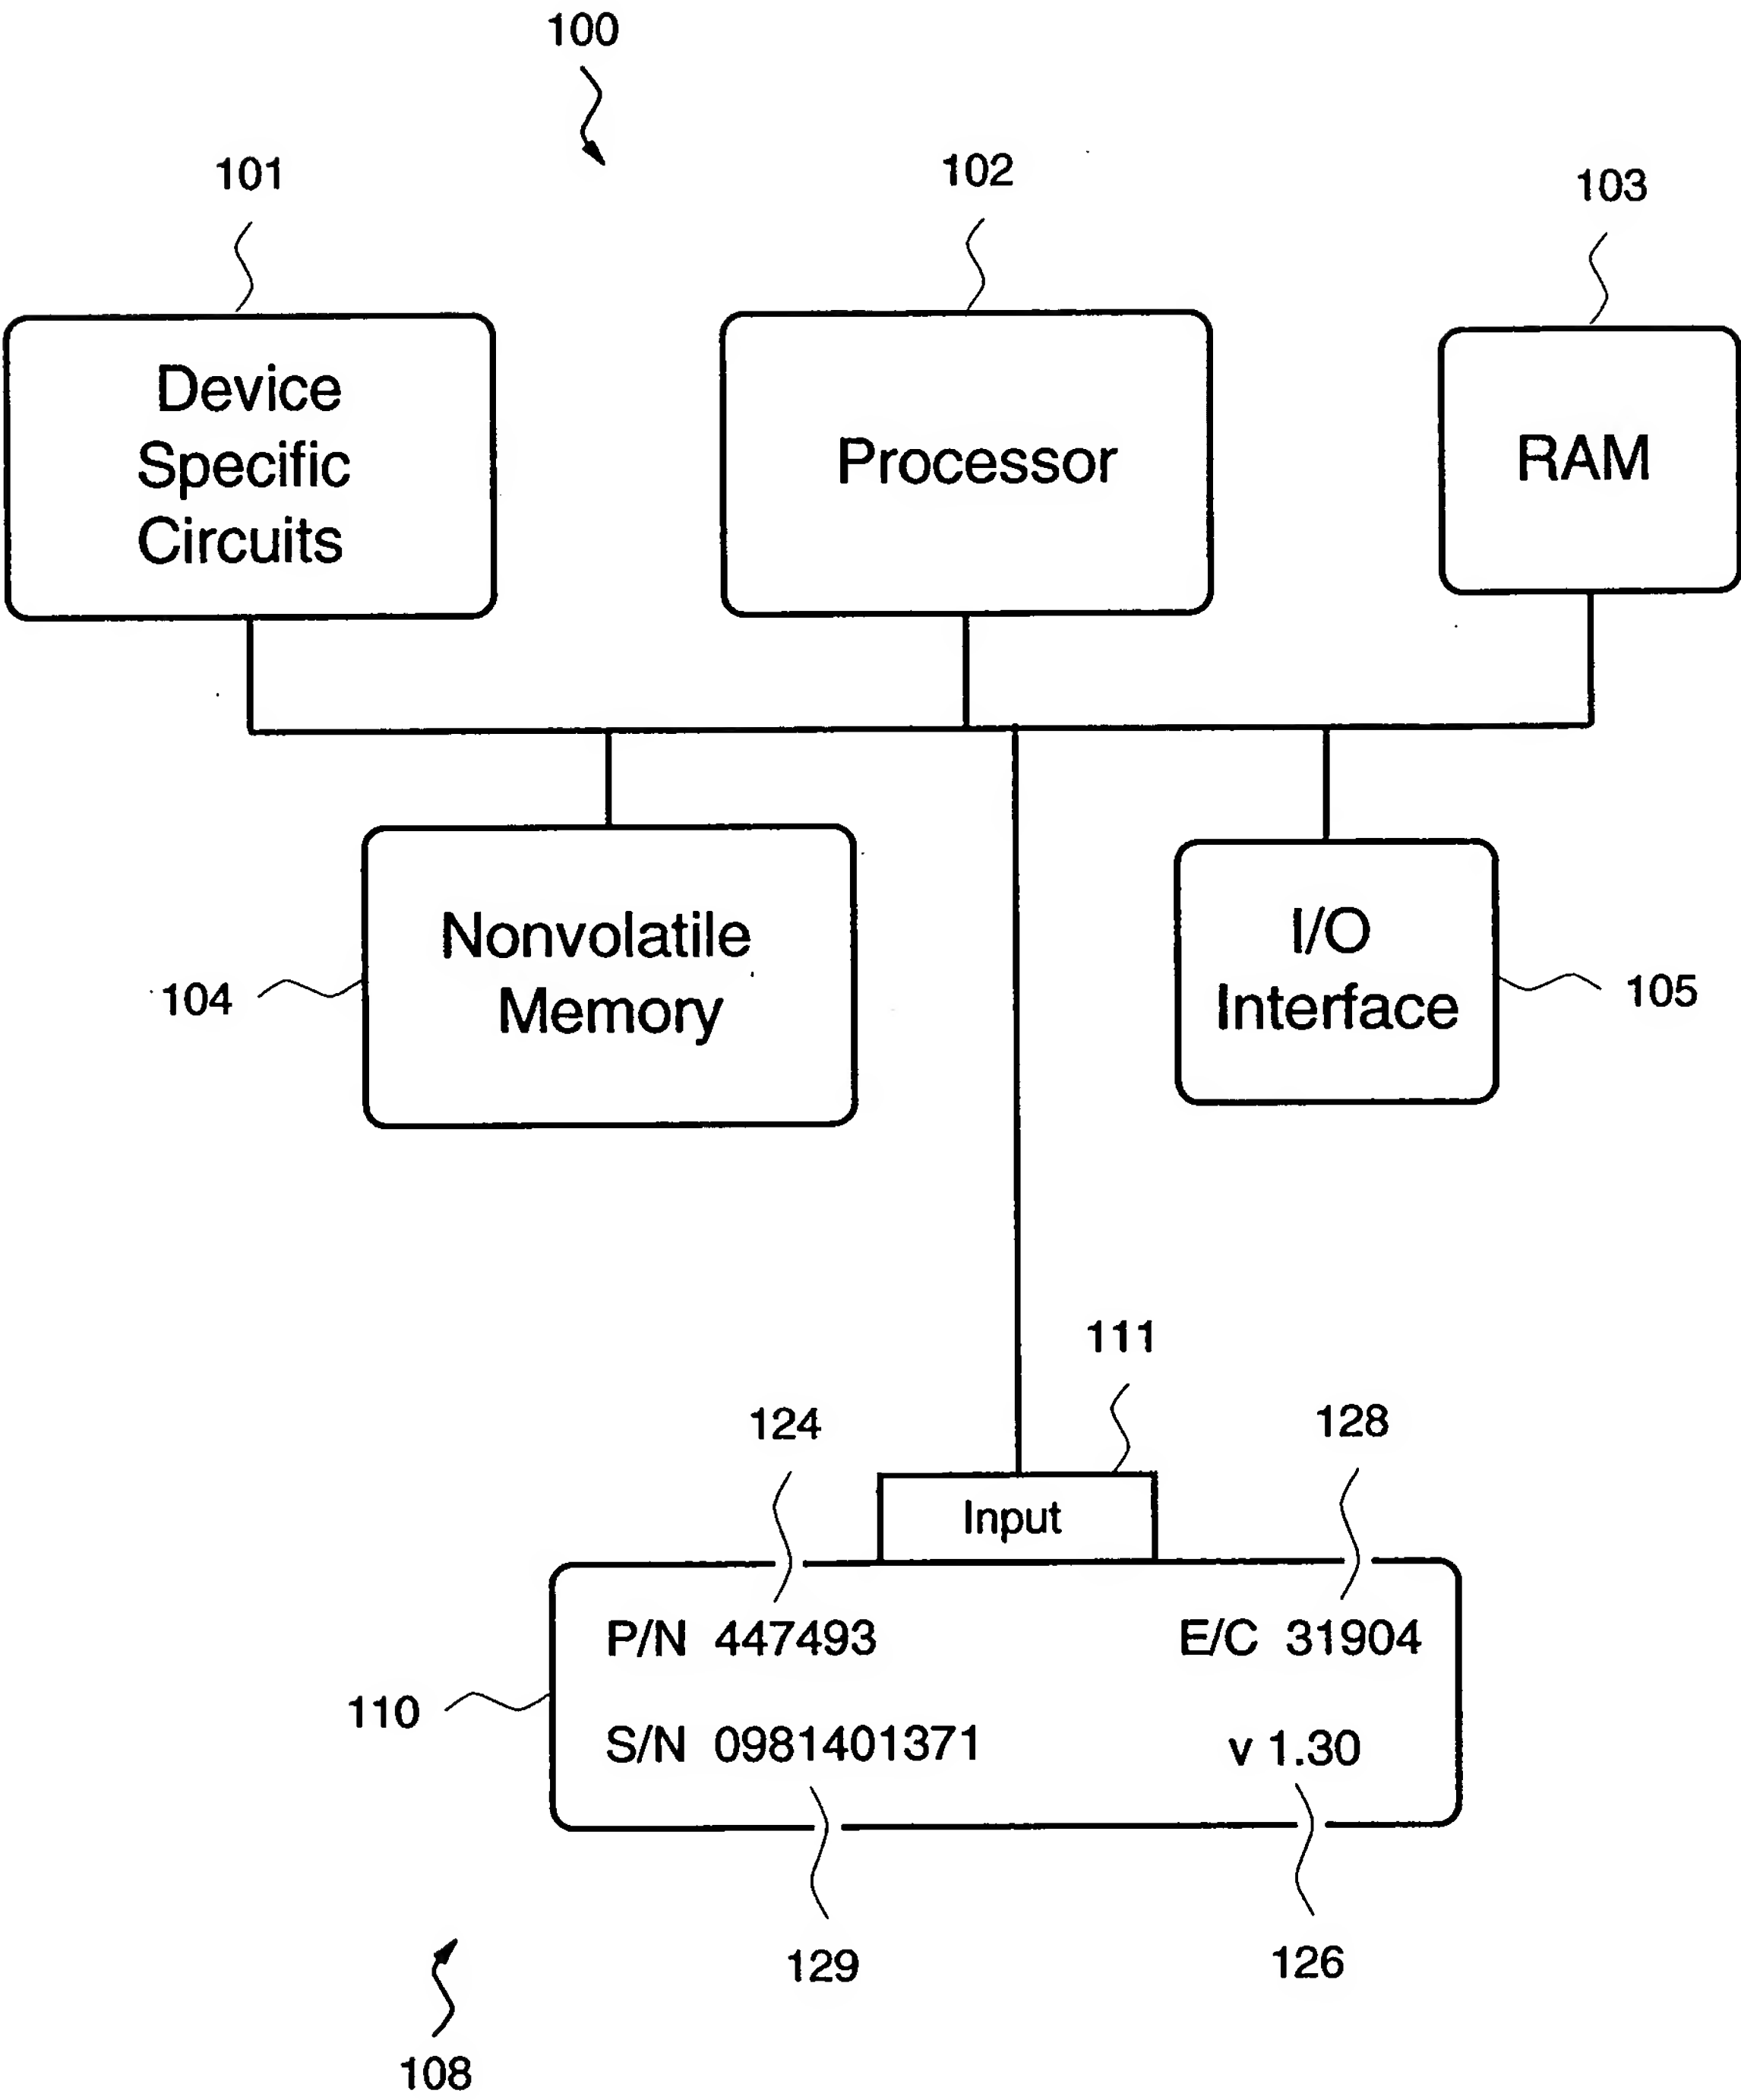 100
101
102
103
Device
Specific
Circuits
Processor
RAM
Nonvolatile
Memory
104
I/O
Interface
105
111
124
128
Input
P/N 447493
E/C 31904
110
S/N 0981401371
v 1.30
129
126
108